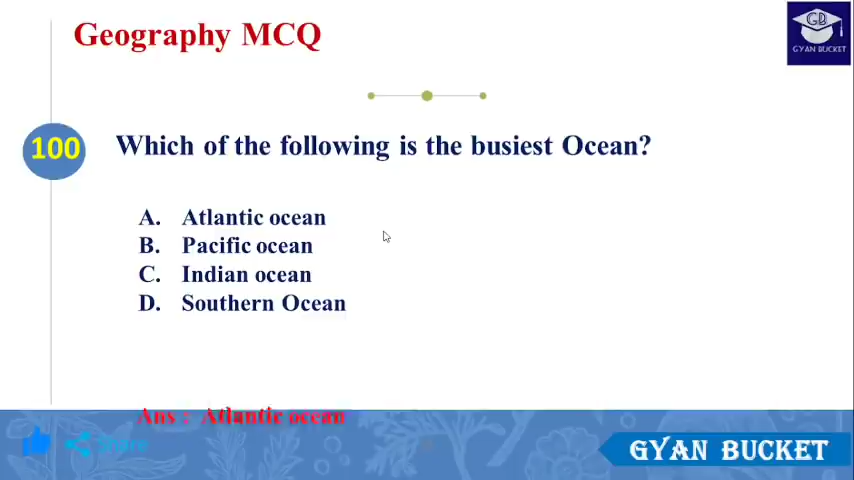 Geography MCQ
GB
GYAN BUCKET
100
Which of the following is the busiest Ocean?
A. Atlantic ocean
B. Pacific ocean
C. Indian ocean
D. Southern Ocean
Ans : Atlantic ocean
Share
GYAN BUCKET